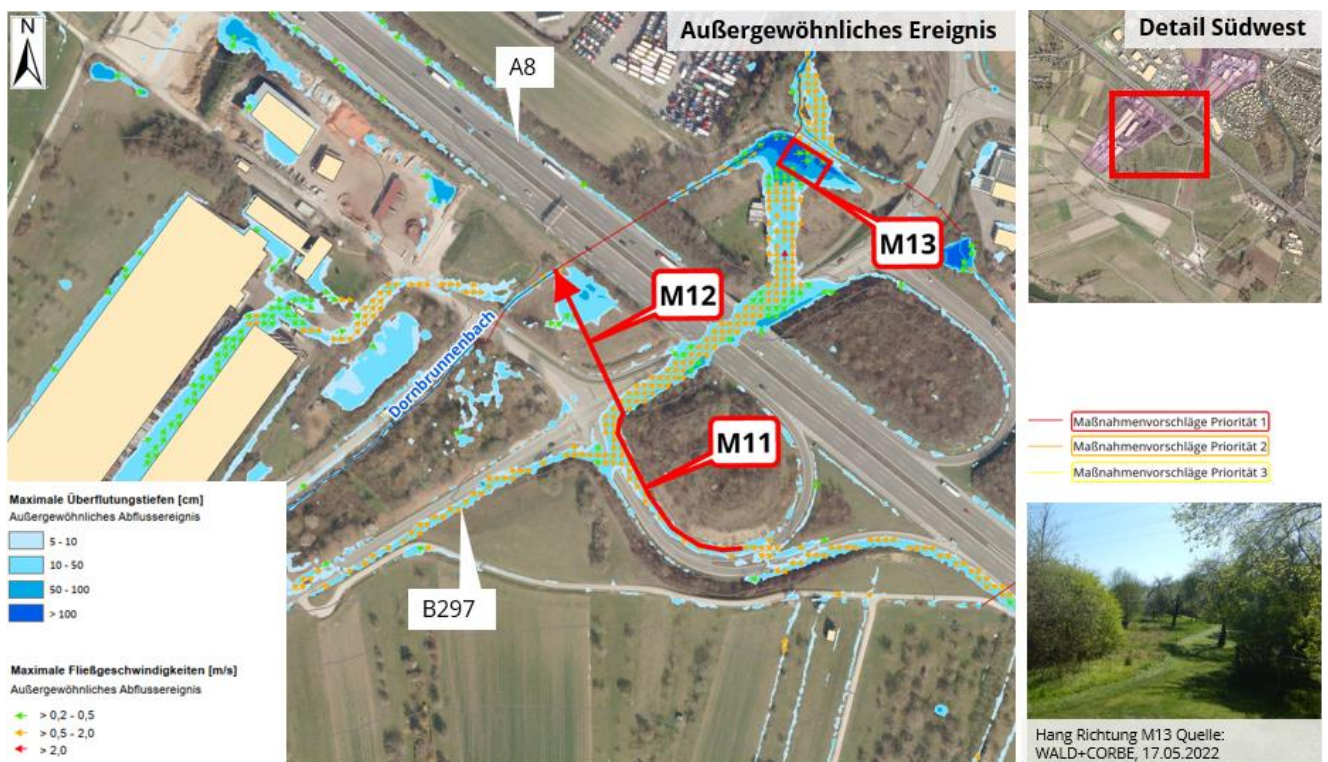 N
Außergewöhnliches Ereignis
A8
M13
M12
Dornbrunnenbach
M11
B297
Maximale Überflutungstiefen [cm]
Außergewöhnliches Abflussereignis
5 - 10
10 - 50
50 - 100
> 100
Maximale Fließgeschwindigkeiten [m/s]
Außergewöhnliches Abflussereignis
> 0,2 - 0,5
> 0,5 - 2,0
> 2,0
Detail Südwest
Maßnahmenvorschläge Priorität 1
Maßnahmenvorschläge Priorität 2
Maßnahmenvorschläge Priorität 3
Hang Richtung M13 Quelle:
WALD+CORBE, 17.05.2022